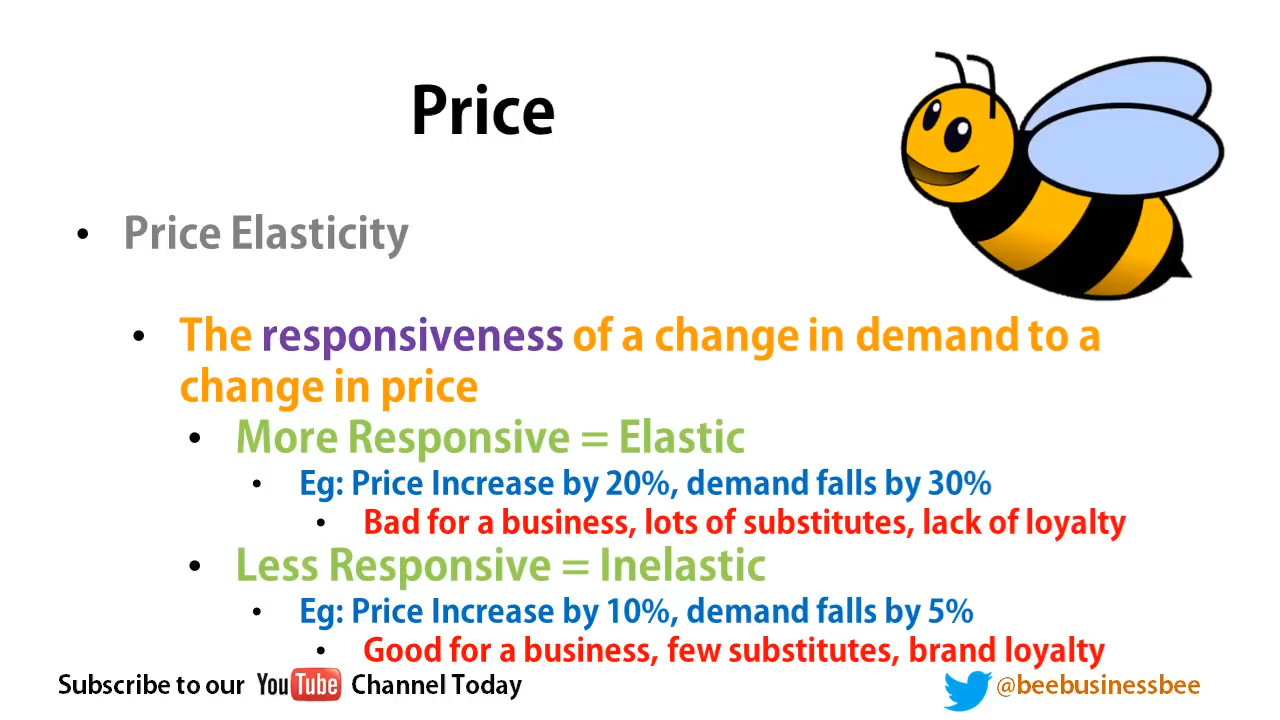 Price
• Price Elasticity
• The responsiveness of a change in demand to a
change in price
• More Responsive = Elastic
• Eg: Price Increase by 20%, demand falls by 30%
• Bad for a business, lots of substitutes, lack of loyalty
• Less Responsive = Inelastic
• Eg: Price Increase by 10%, demand falls by 5%
• Good for a business, few substitutes, brand loyalty
Subscribe to our YouTube Channel Today
@beebusinessbee